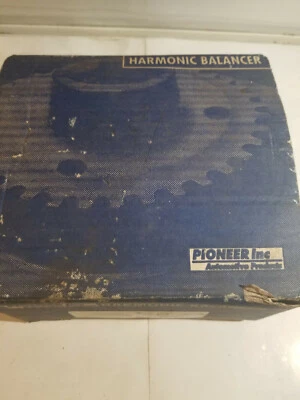 HARMONIC BALANCER
PIONEER Inc
Automotive Products